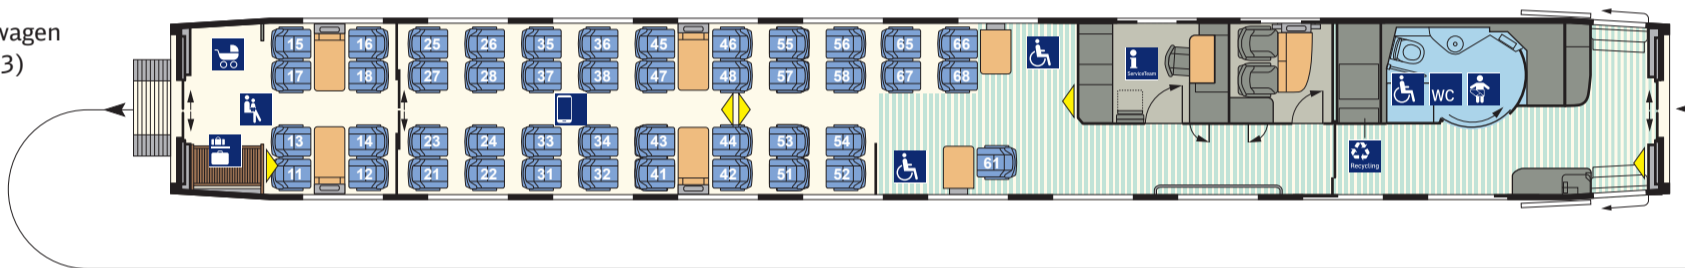 wagen
3)
15 16 25 26 35 36 45 46 55 56 65 66
17 18 27 28 37 38 47 48 57 58 67 68
i
ServiceTeam
WC
13 14 23 24 33 34 43 44 53 54
61
11 12 21 22 31 32 41 42 51 52
Recycling